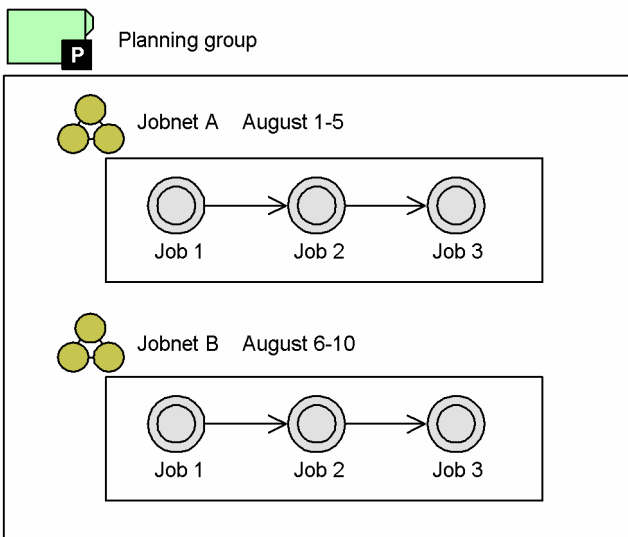 P
Planning group
Jobnet A August 1-5
Job 1 Job 2 Job 3
Jobnet B August 6-10
Job 1 Job 2 Job 3